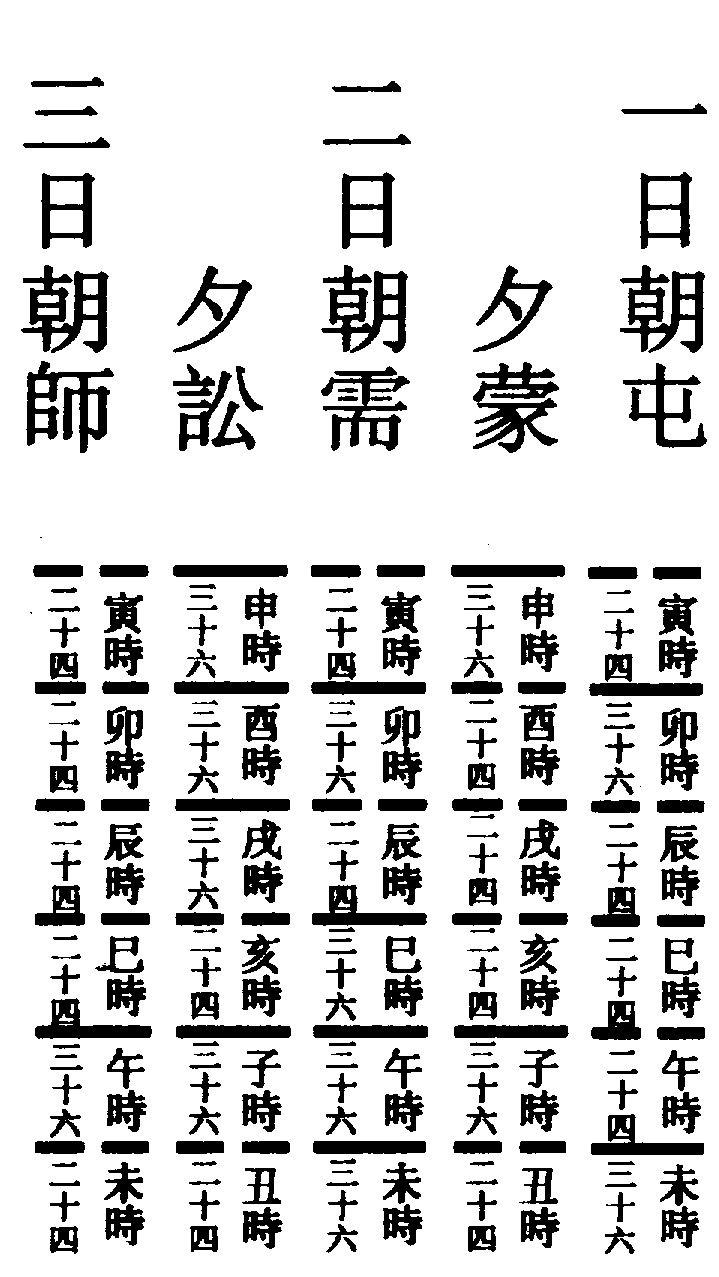 一日朝屯
寅時
二十四
卯時
三十六
辰時
二十四
巳時
二十四
午時
二十四
未時
三十六
夕蒙
申時
三十六
酉時
二十四
戌時
二十四
亥時
二十四
子時
三十六
丑時
二十四
二日朝需
寅時
二十四
卯時
三十六
辰時
二十四
巳時
三十六
午時
三十六
未時
三十六
夕訟
申時
三十六
酉時
三十六
戌時
三十六
亥時
二十四
子時
三十六
丑時
二十四
三日朝師
寅時
二十四
卯時
二十四
辰時
二十四
巳時
二十四
午時
三十六
未時
二十四